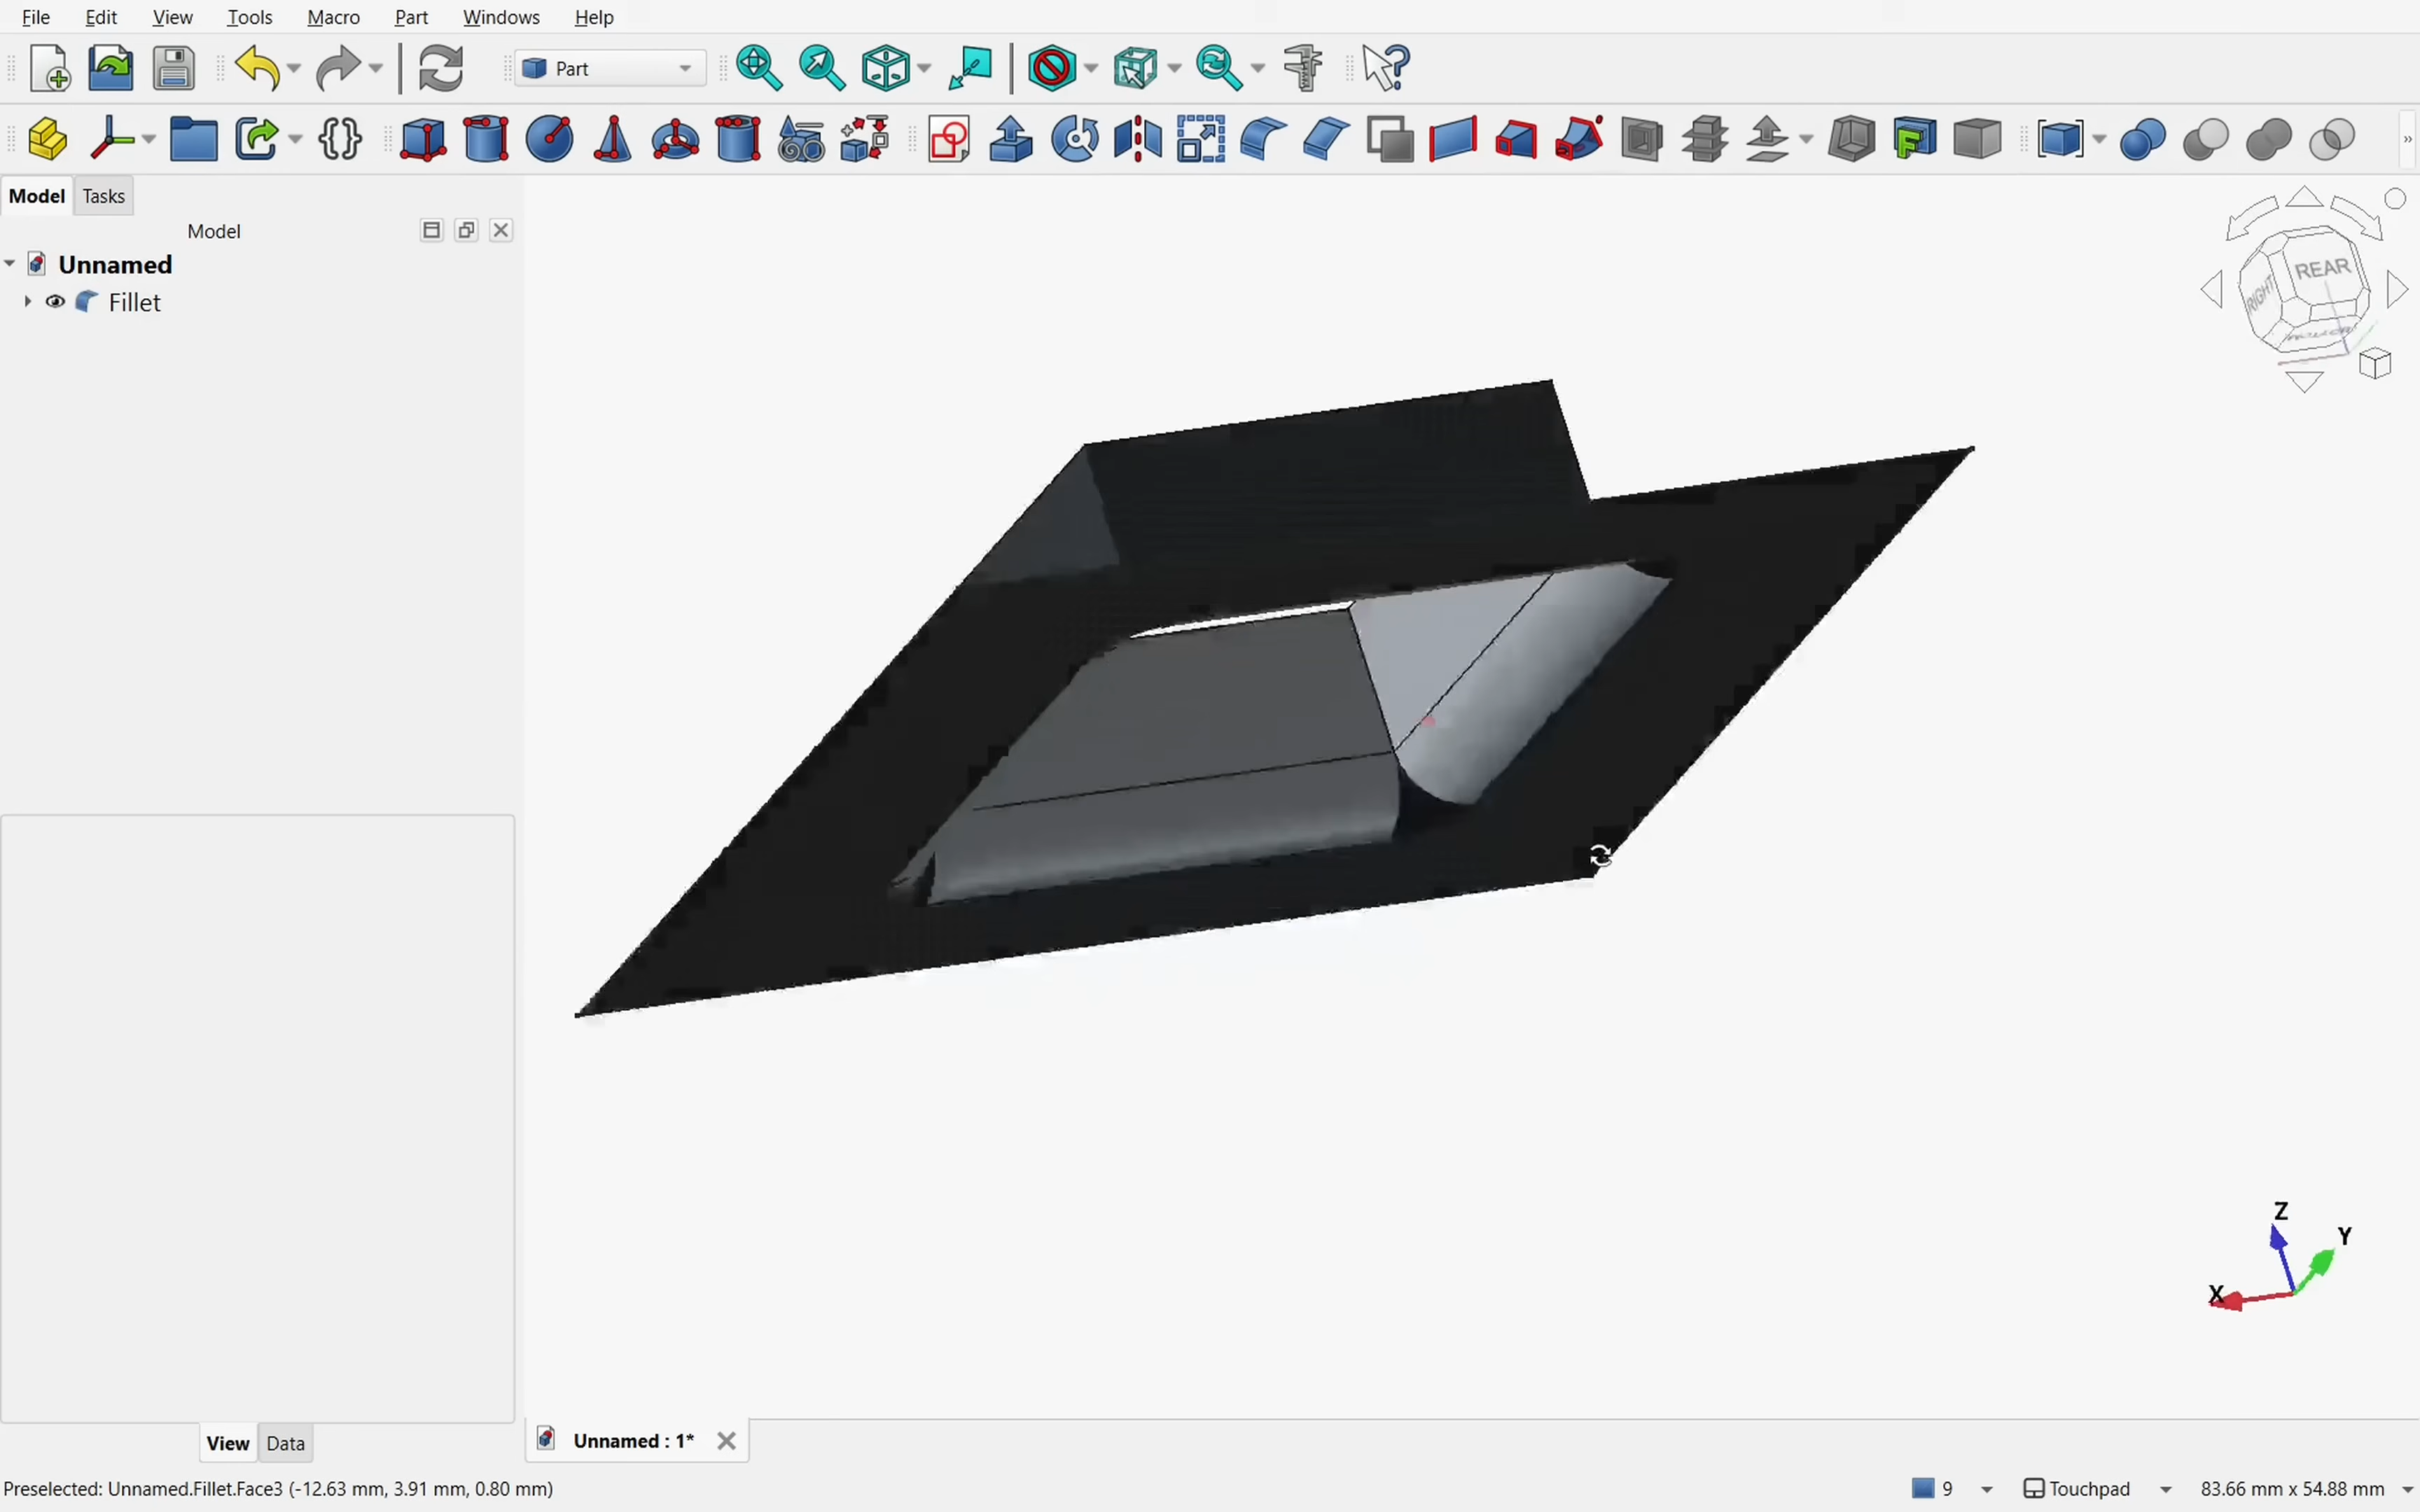 File Edit View Tools Macro Part Windows Help
Part
Model Tasks
Model
Unnamed
Fillet
REAR
RIGHT
Z
Y
X
View Data
Unnamed : 1*
Preselected: Unnamed.Fillet.Face3 (-12.63 mm, 3.91 mm, 0.80 mm)
9 Touchpad 83.66 mm x 54.88 mm